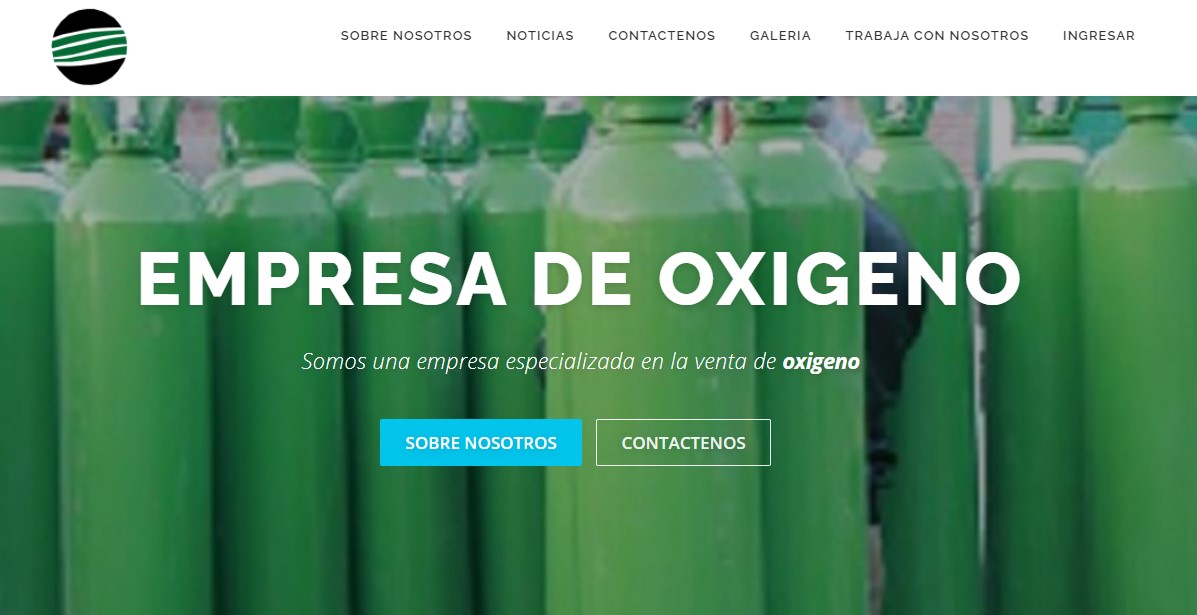 SOBRE NOSOTROS
NOTICIAS
CONTACTENOS
GALERIA
TRABAJA CON NOSOTROS
INGRESAR
EMPRESA DE OXIGENO
Somos una empresa especializada en la venta de oxigeno
SOBRE NOSOTROS
CONTACTENOS